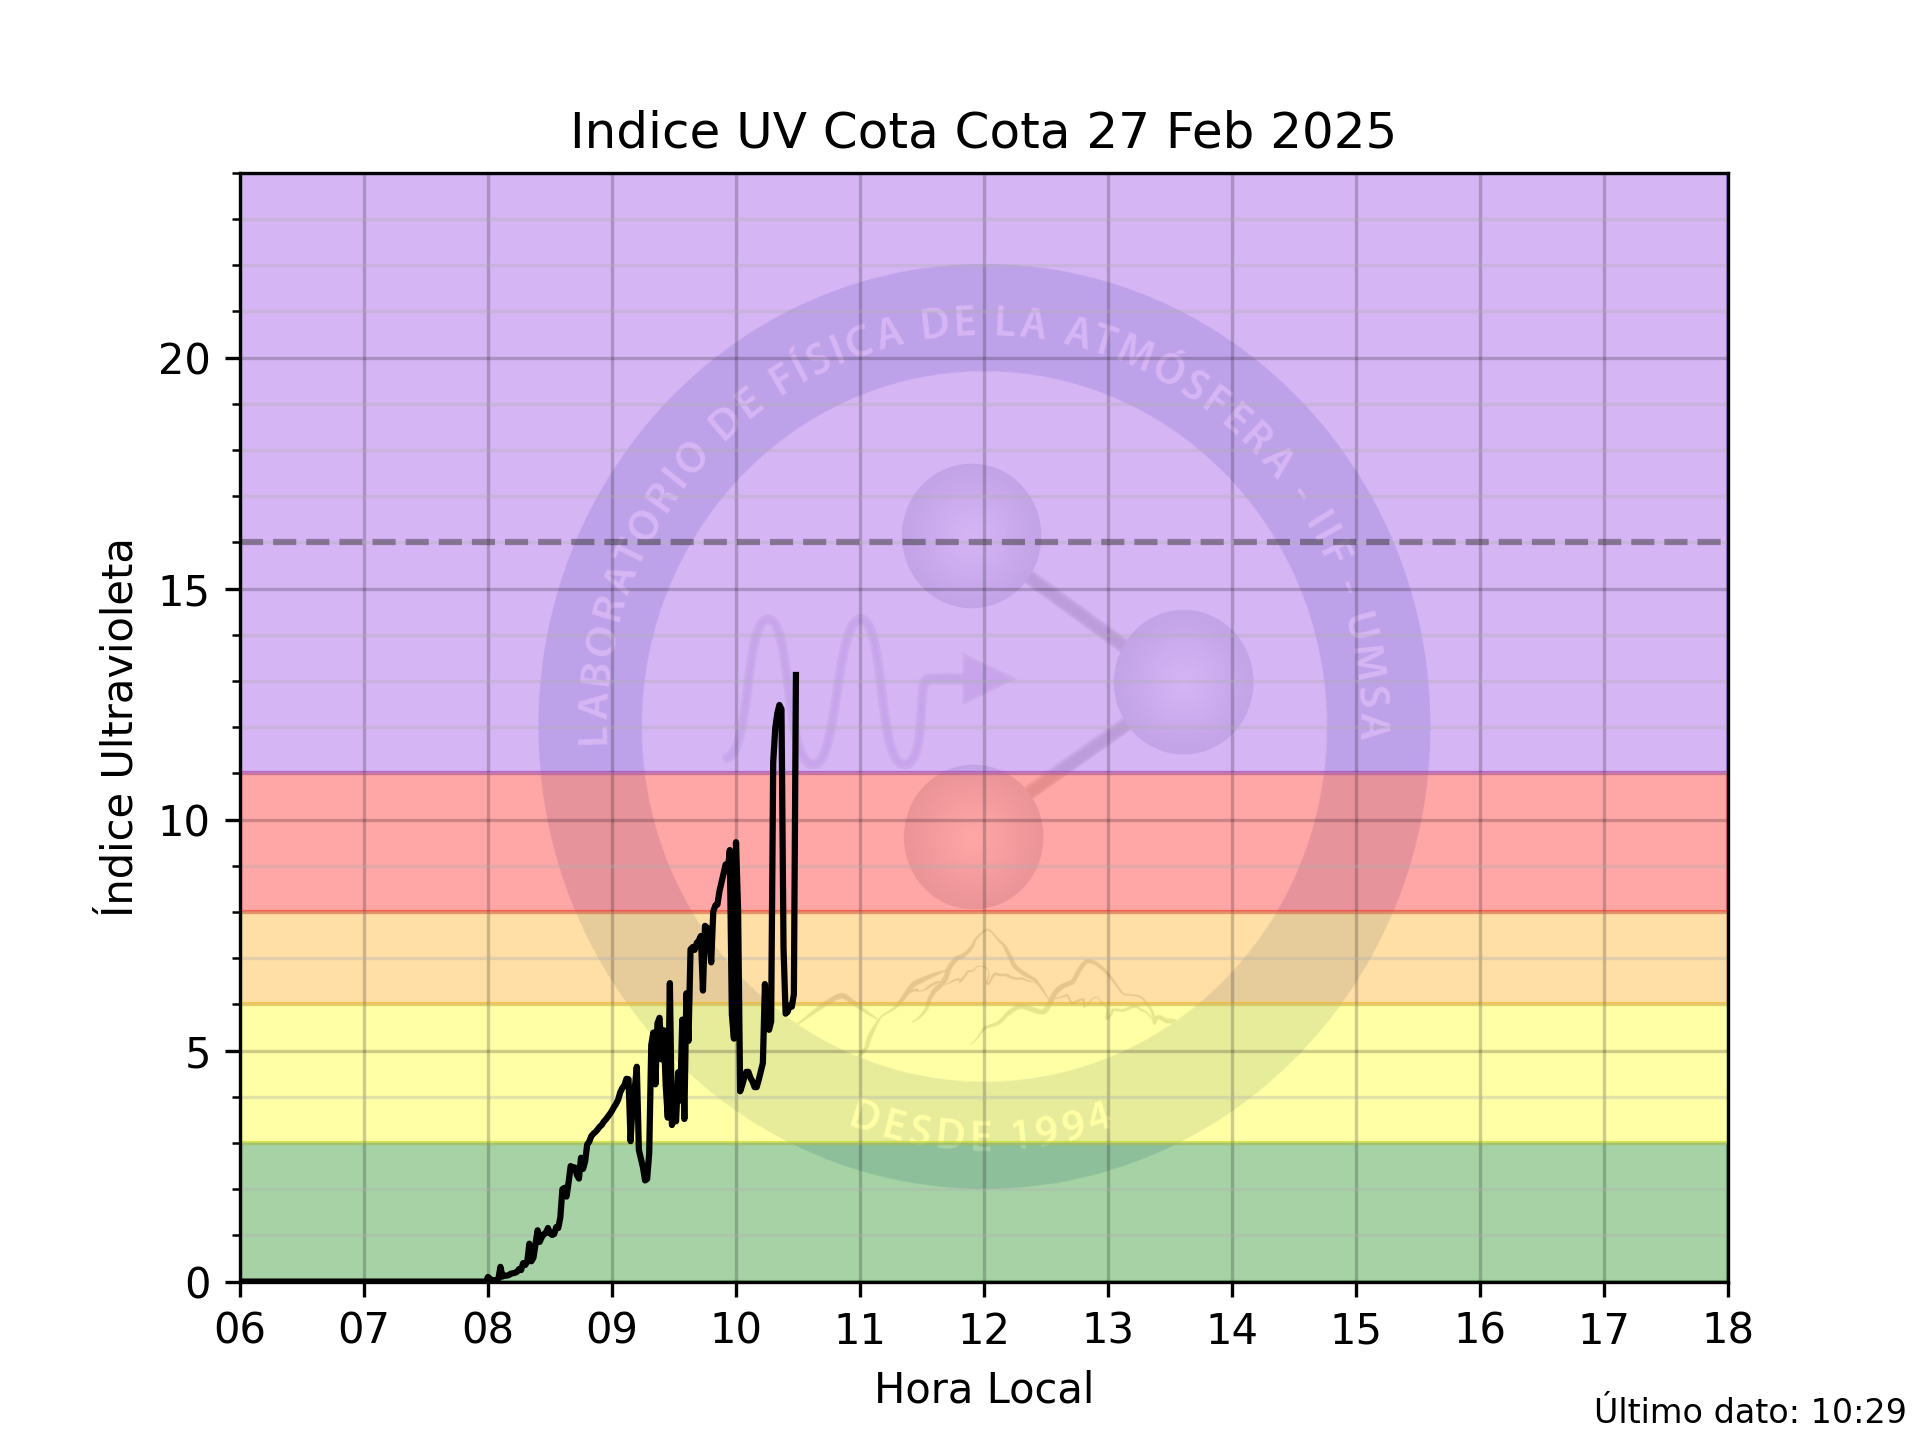 Indice UV Cota Cota 27 Feb 2025
Índice Ultravioleta
20
15
10
5
0
LABORATORIO DE FÍSICA DE LA ATMÓSFERA - IIF - UMSA
DESDE 1994
06 07 08 09 10 11 12 13 14 15 16 17 18
Hora Local
Último dato: 10:29